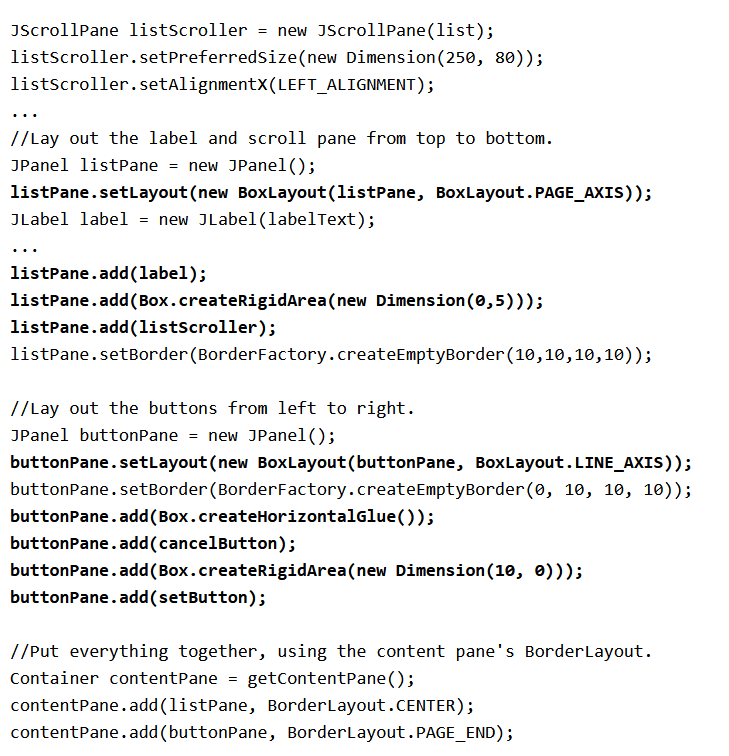 JScrollPane listScroller = new JScrollPane(list);
listScroller.setPreferredSize(new Dimension(250, 80));
listScroller.setAlignmentX(LEFT_ALIGNMENT);
...
//Lay out the label and scroll pane from top to bottom.
JPanel listPane = new JPanel();
listPane.setLayout(new BoxLayout(listPane, BoxLayout.PAGE_AXIS));
JLabel label = new JLabel(labelText);
...
listPane.add(label);
listPane.add(Box.createRigidArea(new Dimension(0,5)));
listPane.add(listScroller);
listPane.setBorder(BorderFactory.createEmptyBorder(10,10,10,10));

//Lay out the buttons from left to right.
JPanel buttonPane = new JPanel();
buttonPane.setLayout(new BoxLayout(buttonPane, BoxLayout.LINE_AXIS));
buttonPane.setBorder(BorderFactory.createEmptyBorder(0, 10, 10, 10));
buttonPane.add(Box.createHorizontalGlue());
buttonPane.add(cancelButton);
buttonPane.add(Box.createRigidArea(new Dimension(10, 0)));
buttonPane.add(setButton);

//Put everything together, using the content pane's BorderLayout.
Container contentPane = getContentPane();
contentPane.add(listPane, BorderLayout.CENTER);
contentPane.add(buttonPane, BorderLayout.PAGE_END);